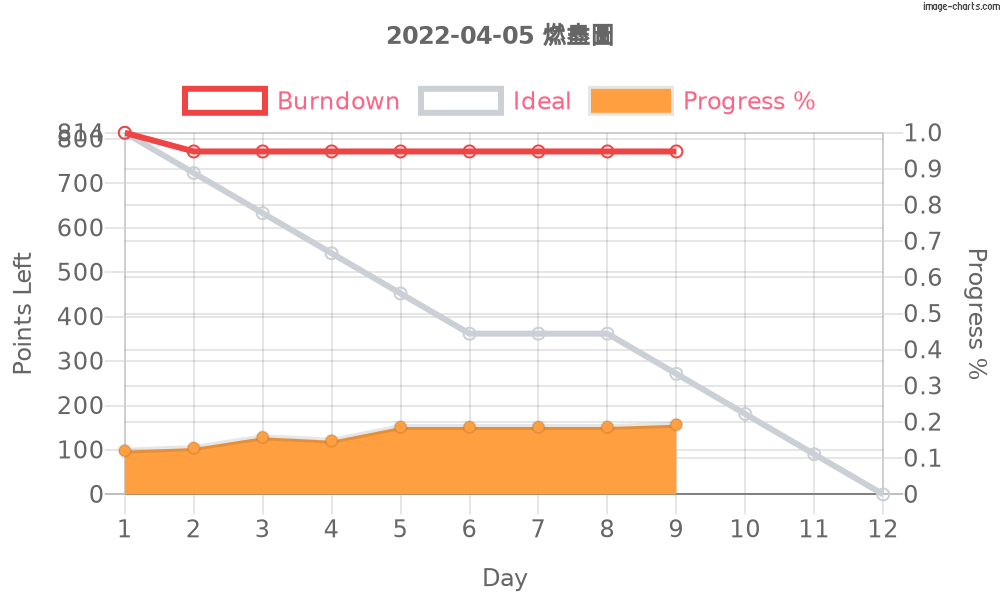 image-charts.com
2022-04-05 燃盡圖
Burndown Ideal Progress %
814 1.0
800
0.9
700
0.8
600
0.7
500
0.6
400
0.5
300
0.4
0.3
200
0.2
100
0.1
0 0
Points Left
Progress %
1 2 3 4 5 6 7 8 9 10 11 12
Day